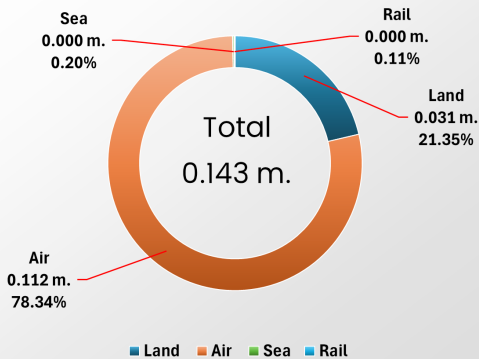 Sea
0.000 m.
0.20%
Rail
0.000 m.
0.11%
Land
0.031 m.
21.35%
Total
0.143 m.
Air
0.112 m.
78.34%
Land Air Sea Rail